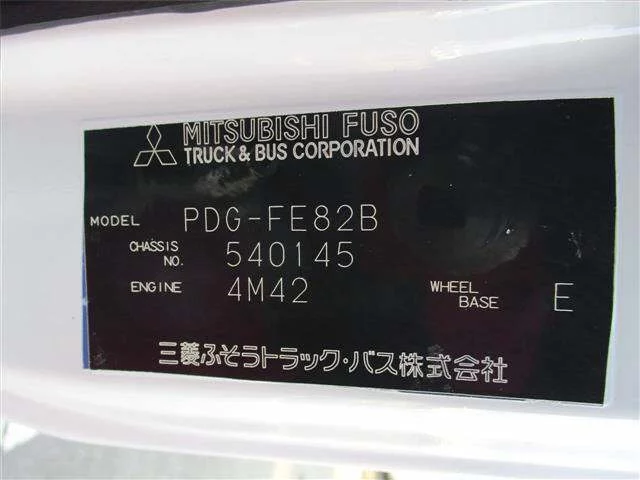 MITSUBISHI FUSO
TRUCK & BUS CORPORATION
MODEL PDG-FE82B
CHASSIS NO. 540145
ENGINE 4M42 WHEEL BASE E
三菱ふそうトラック・バス株式会社